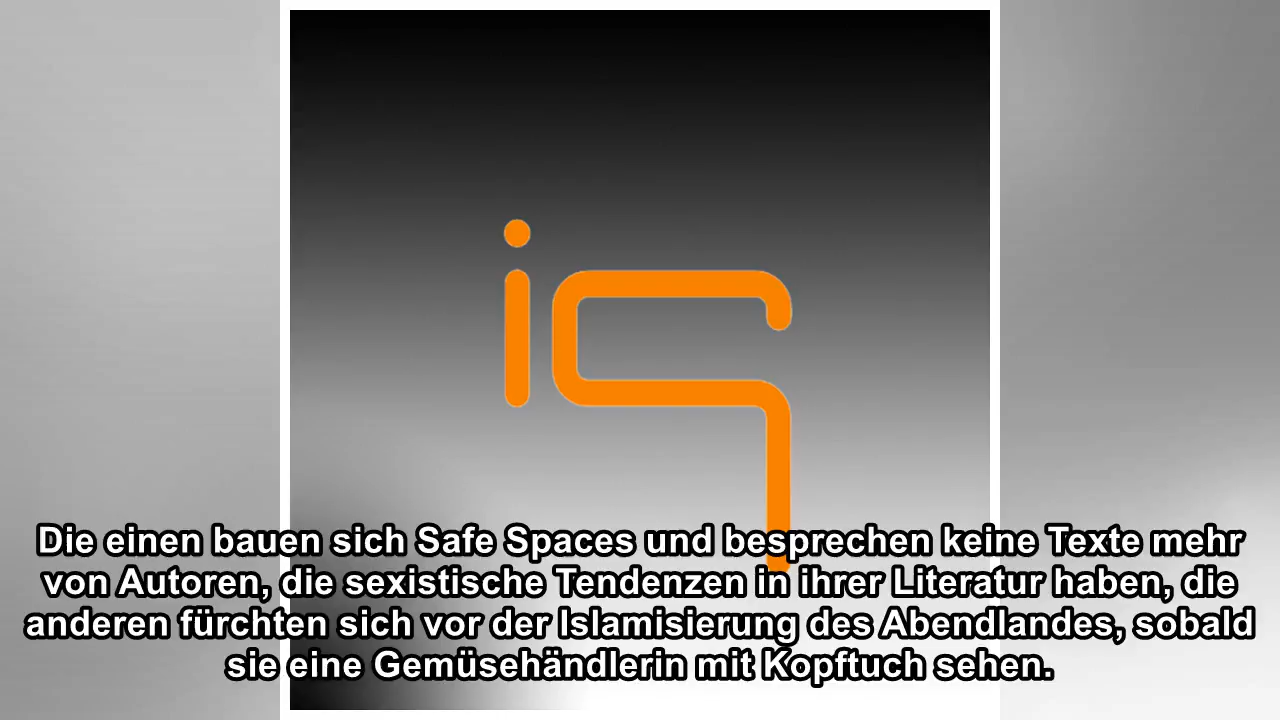 iq
Die einen bauen sich Safe Spaces und besprechen keine Texte mehr
von Autoren, die sexistische Tendenzen in ihrer Literatur haben, die
anderen fürchten sich vor der Islamisierung des Abendlandes, sobald
sie eine Gemüsehändlerin mit Kopftuch sehen.